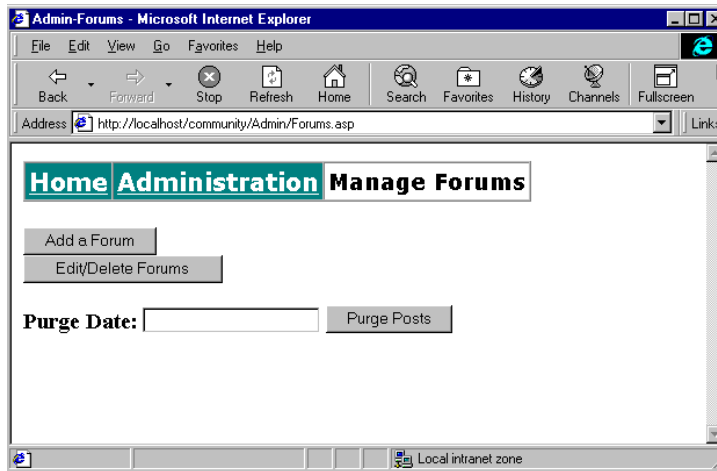 Admin-Forums - Microsoft Internet Explorer
File Edit View Go Favorites Help
Back Forward Stop Refresh Home Search Favorites History Channels Fullscreen
Address http://localhost/community/Admin/Forums.asp Links
Home Administration Manage Forums
Add a Forum
Edit/Delete Forums
Purge Date: Purge Posts
Local intranet zone